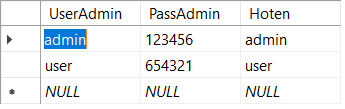 UserAdmin PassAdmin Hoten
admin 123456 admin
user 654321 user
NULL NULL NULL